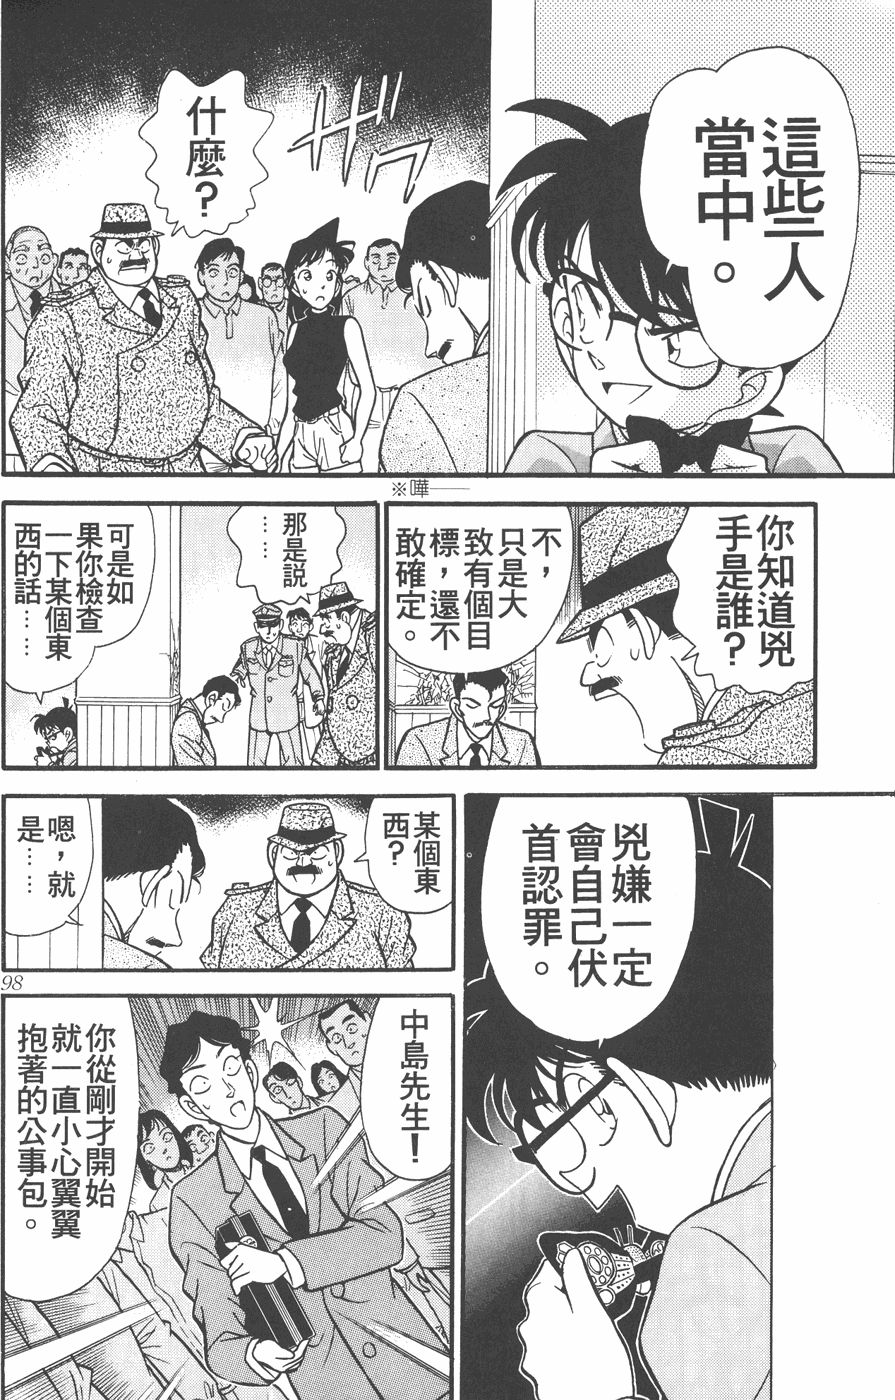 這些人
當中。
什麼？
ザワッ
※嘩──
你知道兇
手是誰？
不，
只是大
致有個目
標，還不
敢確定。
那是説
……
可是如
果你檢查
一下某個東
西的話……
兇嫌一定
會自己伏
首認罪。
某個東
西？
嗯，就
是……
中島先生！
你從剛才開始
就一直小心翼翼
抱著的公事包。
98